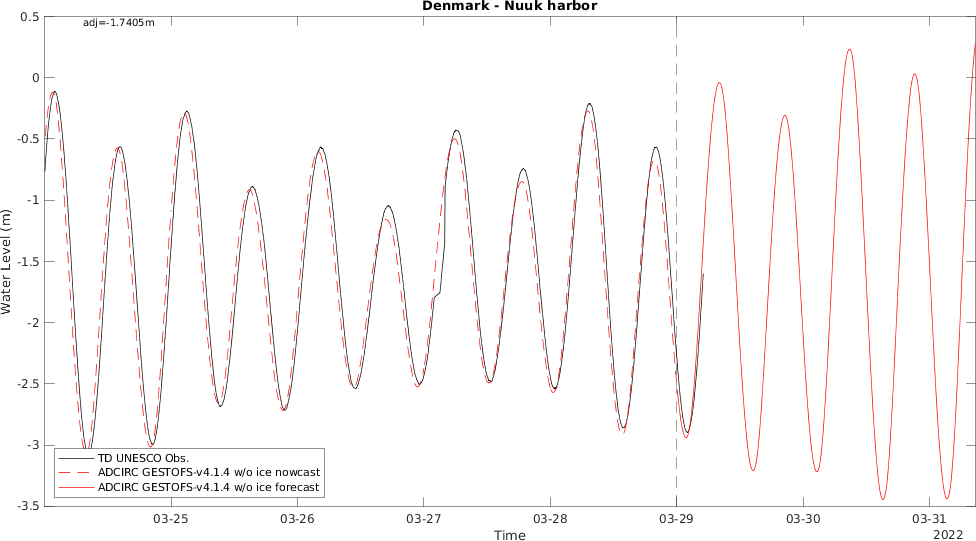 Denmark - Nuuk harbor
adj=-1.7405m
0.5
0
-0.5
-1
-1.5
-2
-2.5
-3
-3.5
Water Level (m)
TD UNESCO Obs.
ADCIRC GESTOFS-v4.1.4 w/o ice nowcast
ADCIRC GESTOFS-v4.1.4 w/o ice forecast
03-25 03-26 03-27 03-28 03-29 03-30 03-31
Time
2022